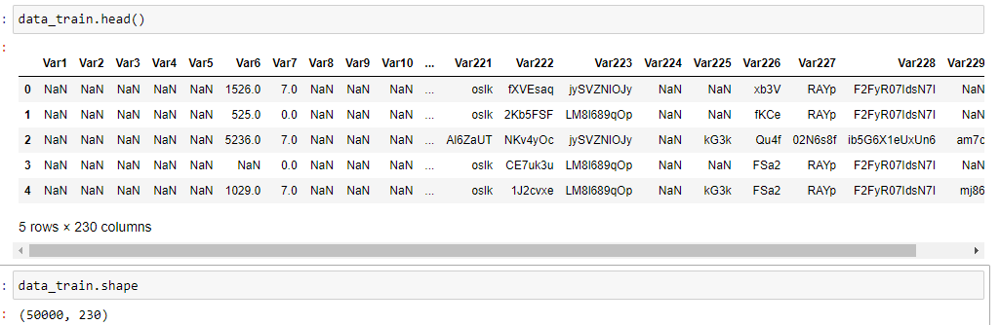 : data_train.head()
:
Var1 Var2 Var3 Var4 Var5 Var6 Var7 Var8 Var9 Var10 ... Var221 Var222 Var223 Var224 Var225 Var226 Var227 Var228 Var229
0 NaN NaN NaN NaN NaN 1526.0 7.0 NaN NaN NaN ... oslk fXVEsaq jySVZNlOJy NaN NaN xb3V RAYp F2FyR07IdsN7I NaN
1 NaN NaN NaN NaN NaN 525.0 0.0 NaN NaN NaN ... oslk 2Kb5FSF LM8l689qOp NaN NaN fKCe RAYp F2FyR07IdsN7I NaN
2 NaN NaN NaN NaN NaN 5236.0 7.0 NaN NaN NaN ... Al6ZaUT NKv4yOc jySVZNlOJy NaN kG3k Qu4f 02N6s8f ib5G6X1eUxUn6 am7c
3 NaN NaN NaN NaN NaN NaN 0.0 NaN NaN NaN ... oslk CE7uk3u LM8l689qOp NaN NaN FSa2 RAYp F2FyR07IdsN7I NaN
4 NaN NaN NaN NaN NaN 1029.0 7.0 NaN NaN NaN ... oslk 1J2cvxe LM8l689qOp NaN kG3k FSa2 RAYp F2FyR07IdsN7I mj86
5 rows × 230 columns
: data_train.shape
: (50000, 230)